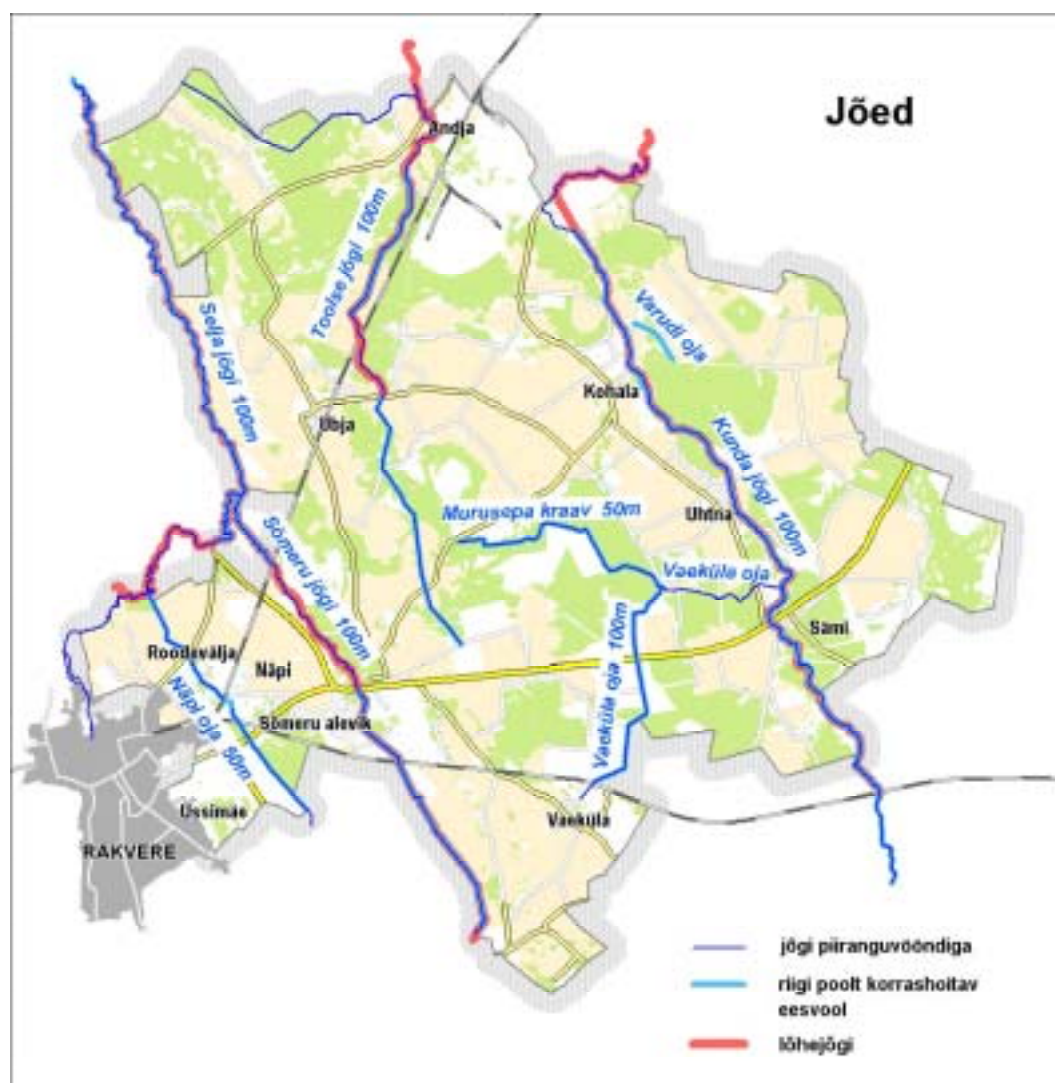 Jõed
Andja
Toolse jõgi 100m
Selja jõgi 100m
Varudi oja
Kohala
Ubja
Kunda jõgi 100m
Murusepa kraav 50m
Uhtna
Sõmeru jõgi 100m
Vaeküla oja
Sämi
Roodevälja
Näpi
Vaeküla oja 100m
Näpi oja 50m
Sõmeru alevik
Üssimäe
Vaeküla
RAKVERE
jõgi piiranguvööndiga
riigi poolt korrashoitav
eesvool
lõhejõgi